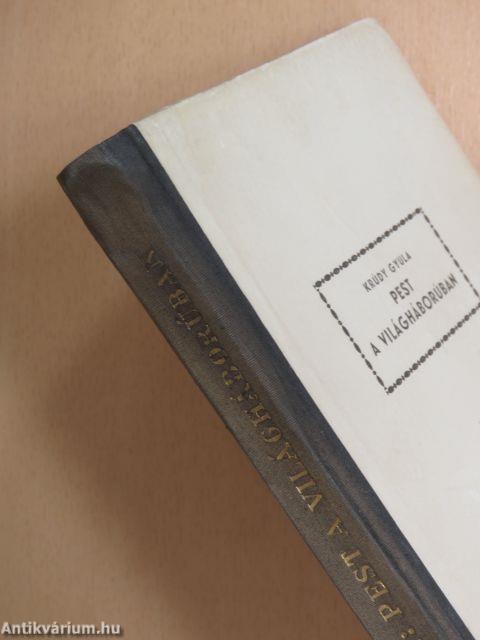 KRÚDY GYULA
PEST
A VILÁGHÁBORÚBAN
: PEST A VILÁGHÁBORÚBAN
Antikvárium.hu